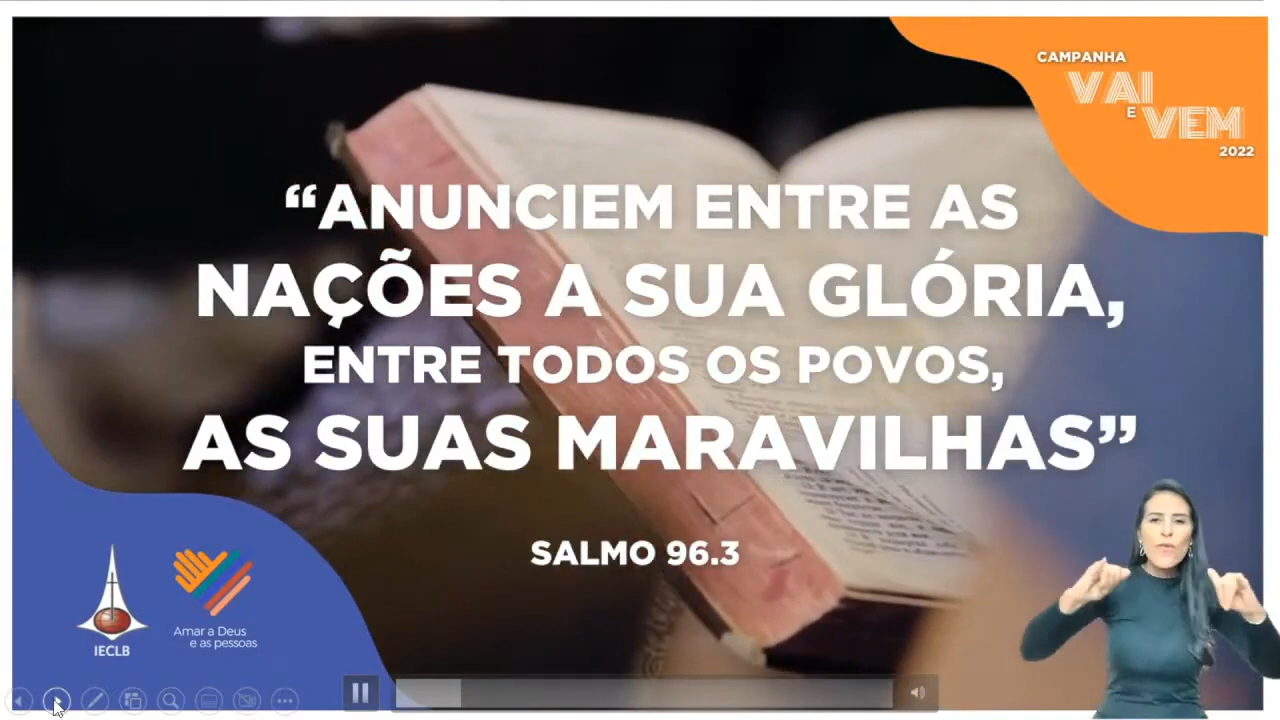 CAMPANHA
VAI
E
VEM
2022
“ANUNCIEM ENTRE AS
NAÇÕES A SUA GLÓRIA,
ENTRE TODOS OS POVOS,
AS SUAS MARAVILHAS”
SALMO 96.3
IECLB
Amar a Deus
e as pessoas